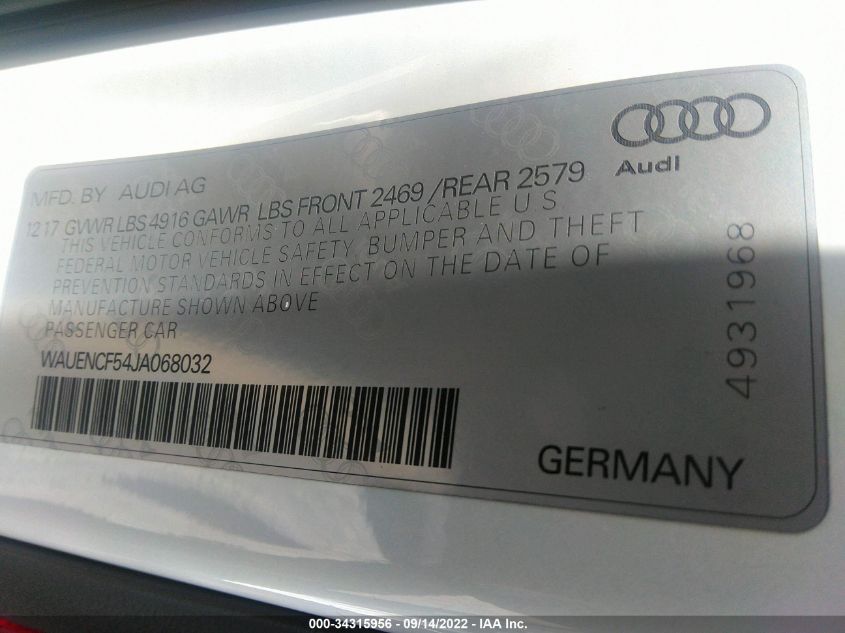 Audi
MFD. BY AUDI AG
12 17 GVWR LBS 4916 GAWR LBS FRONT 2469 /REAR 2579
THIS VEHICLE CONFORMS TO ALL APPLICABLE U S
FEDERAL MOTOR VEHICLE SAFETY, BUMPER AND THEFT
PREVENTION STANDARDS IN EFFECT ON THE DATE OF
MANUFACTURE SHOWN ABOVE
PASSENGER CAR
WAUENCF54JA068032
4931968
GERMANY
000-34315956 - 09/14/2022 - IAA Inc.